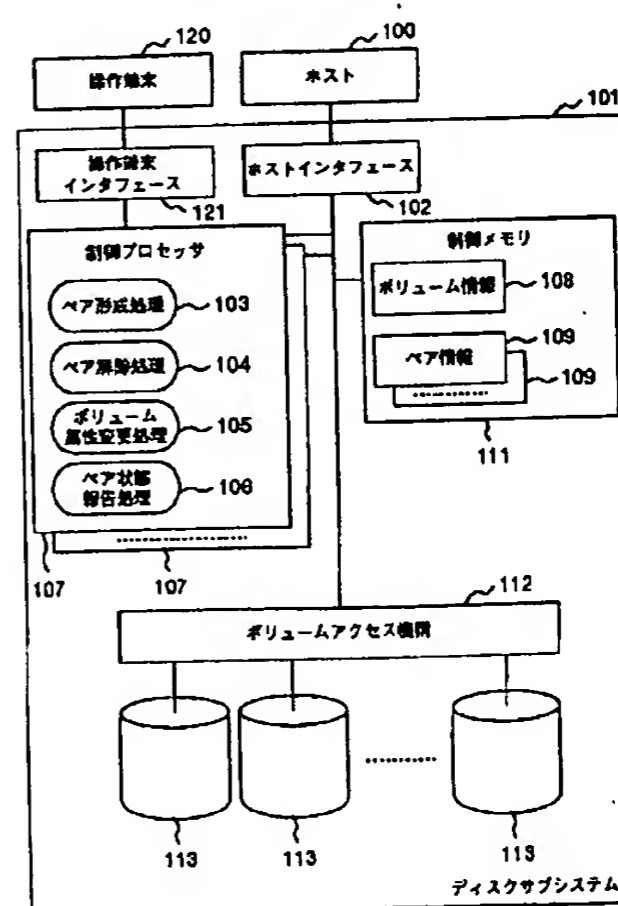 120
100
操作端末
ホスト
101
操作端末
インタフェース
121
ホストインタフェース
102
制御プロセッサ
ペア形成処理
103
ペア解除処理
104
ボリューム
属性変更処理
105
ペア状態
報告処理
106
107
107
制御メモリ
ボリューム情報
108
109
ペア情報
109
111
112
ボリュームアクセス機構
113
113
113
ディスクサブシステム